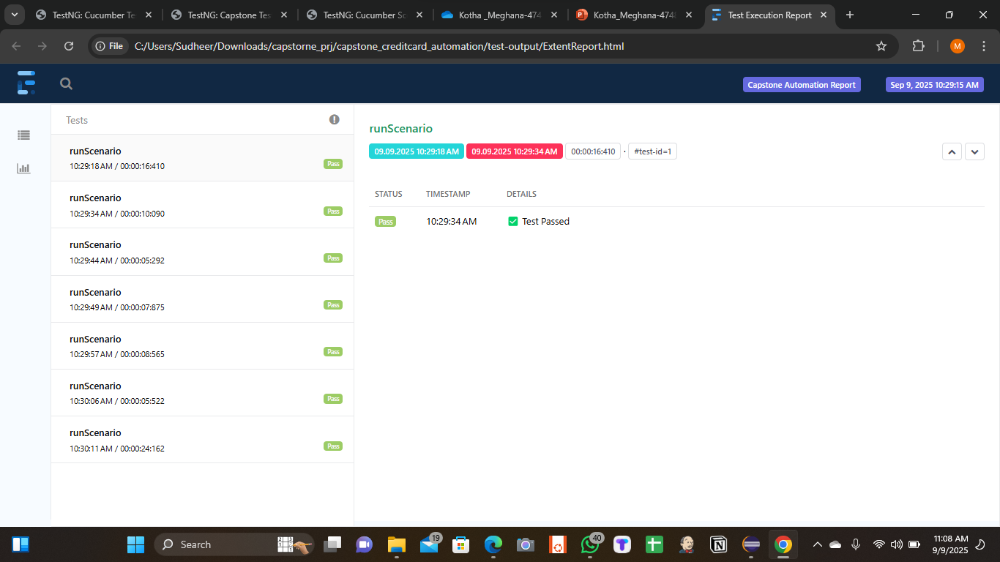 TestNG: Cucumber Te
TestNG: Capstone Tes
TestNG: Cucumber Sc
Kotha _Meghana-474
Kotha_Meghana-474
Test Execution Report
File
C:/Users/Sudheer/Downloads/capstorne_prj/capstone_creditcard_automation/test-output/ExtentReport.html
M
Capstone Automation Report
Sep 9, 2025 10:29:15 AM
Tests
runScenario
10:29:18 AM / 00:00:16:410
Pass
runScenario
10:29:34 AM / 00:00:10:090
Pass
runScenario
10:29:44 AM / 00:00:05:292
Pass
runScenario
10:29:49 AM / 00:00:07:875
Pass
runScenario
10:29:57 AM / 00:00:08:565
Pass
runScenario
10:30:06 AM / 00:00:05:522
Pass
runScenario
10:30:11 AM / 00:00:24:162
Pass
runScenario
09.09.2025 10:29:18 AM 09.09.2025 10:29:34 AM 00:00:16:410 · #test-id=1
STATUS TIMESTAMP DETAILS
Pass 10:29:34 AM Test Passed
Search
19
40
11:08 AM
9/9/2025